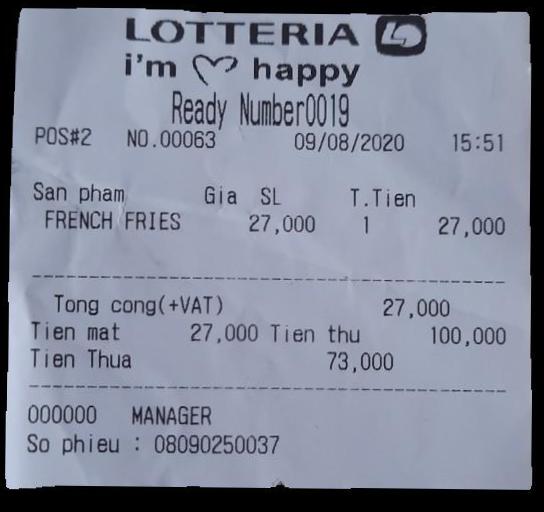 LOTTERIA
i'm ♡ happy
Ready Number0019
POS#2 NO.00063 09/08/2020 15:51
San pham Gia SL T.Tien
FRENCH FRIES 27,000 1 27,000
Tong cong(+VAT) 27,000
Tien mat 27,000 Tien thu 100,000
Tien Thua 73,000
000000 MANAGER
So phieu : 08090250037